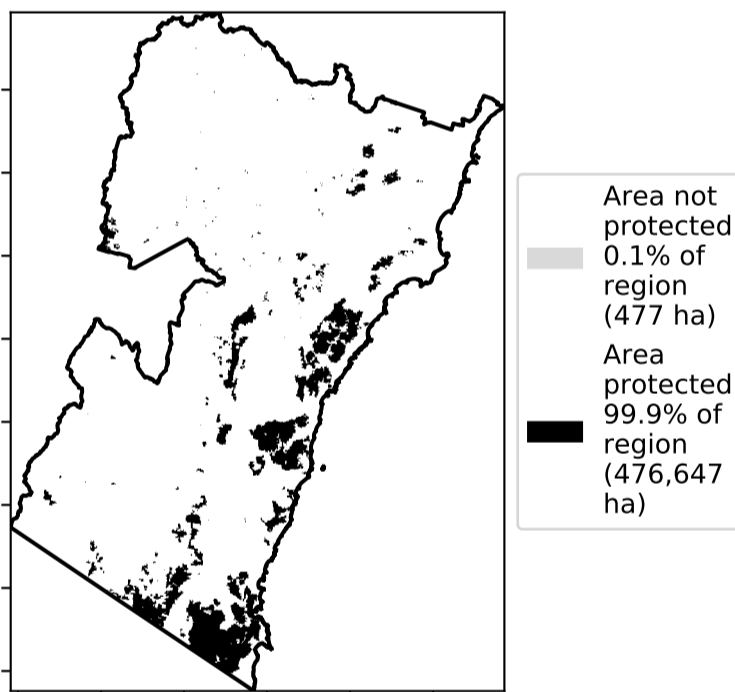 Area not
protected
0.1% of
region
(477 ha)
Area
protected
99.9% of
region
(476,647
ha)